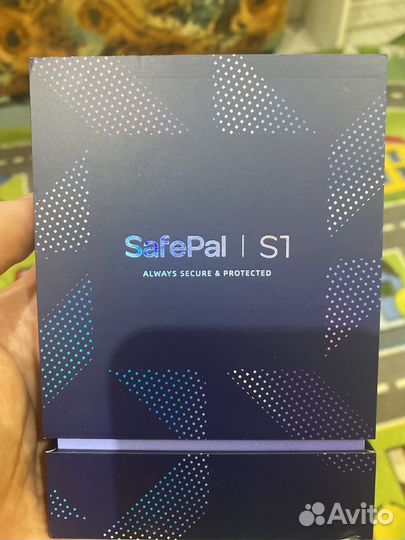 SafePal | S1
ALWAYS SECURE & PROTECTED
Avito